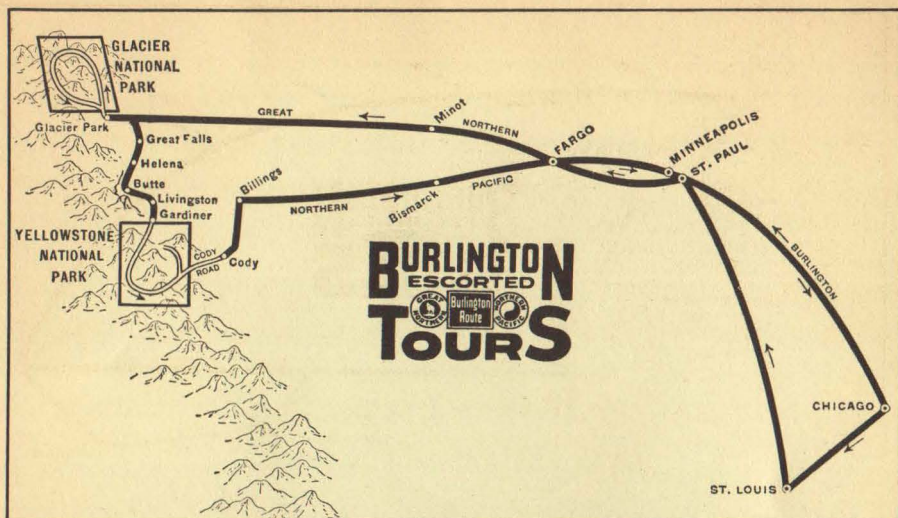 GLACIER
NATIONAL
PARK
Glacier Park
GREAT
Minot
NORTHERN
FARGO
MINNEAPOLIS
ST. PAUL
Great Falls
Helena
Butte
Livingston
Gardiner
Billings
NORTHERN
Bismarck
PACIFIC
YELLOWSTONE
NATIONAL
PARK
CODY
ROAD
Cody
BURLINGTON
BURLINGTON
ESCORTED
GREAT
NORTHERN
Burlington
Route
NORTHERN
PACIFIC
TOURS
CHICAGO
ST. LOUIS